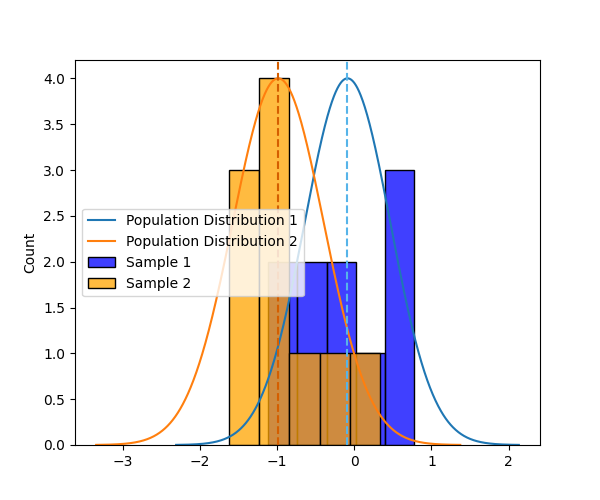 4.0
3.5
3.0
2.5
2.0
1.5
1.0
0.5
0.0
Count
Population Distribution 1
Population Distribution 2
Sample 1
Sample 2
−3 −2 −1 0 1 2